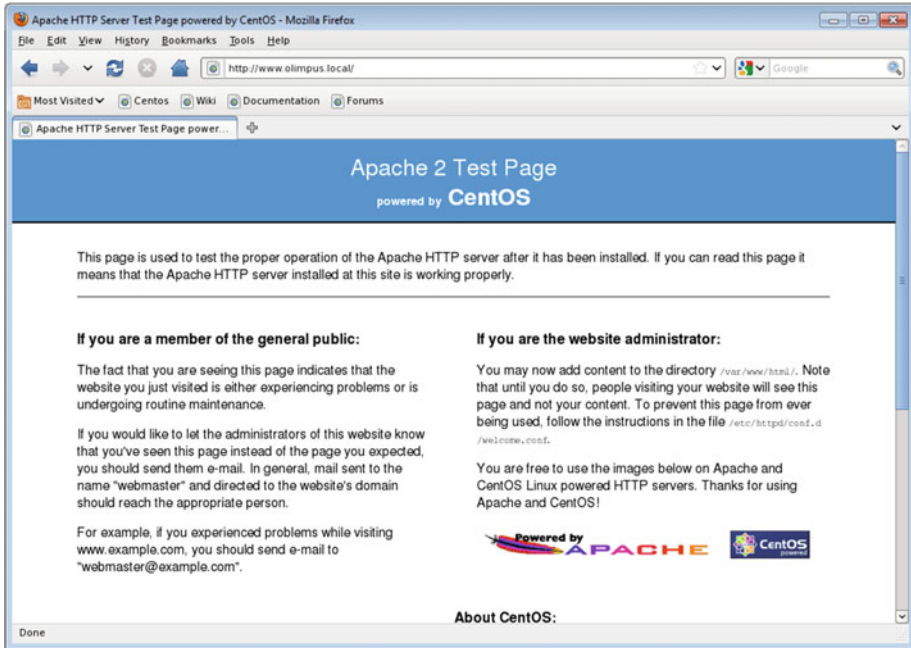 Apache HTTP Server Test Page powered by CentOS - Mozilla Firefox
File Edit View History Bookmarks Tools Help
http://www.olimpus.local/
Google
Most Visited Centos Wiki Documentation Forums
Apache HTTP Server Test Page power...
Apache 2 Test Page
powered by CentOS
This page is used to test the proper operation of the Apache HTTP server after it has been installed. If you can read this page it
means that the Apache HTTP server installed at this site is working properly.
If you are a member of the general public:
The fact that you are seeing this page indicates that the
website you just visited is either experiencing problems or is
undergoing routine maintenance.
If you would like to let the administrators of this website know
that you've seen this page instead of the page you expected,
you should send them e-mail. In general, mail sent to the
name "webmaster" and directed to the website's domain
should reach the appropriate person.
For example, if you experienced problems while visiting
www.example.com, you should send e-mail to
"webmaster@example.com".
If you are the website administrator:
You may now add content to the directory /var/www/html/. Note
that until you do so, people visiting your website will see this
page and not your content. To prevent this page from ever
being used, follow the instructions in the file /etc/httpd/conf.d
/welcome.conf.
You are free to use the images below on Apache and
CentOS Linux powered HTTP servers. Thanks for using
Apache and CentOS!
Powered by
APACHE
CentOS
powered
About CentOS:
Done